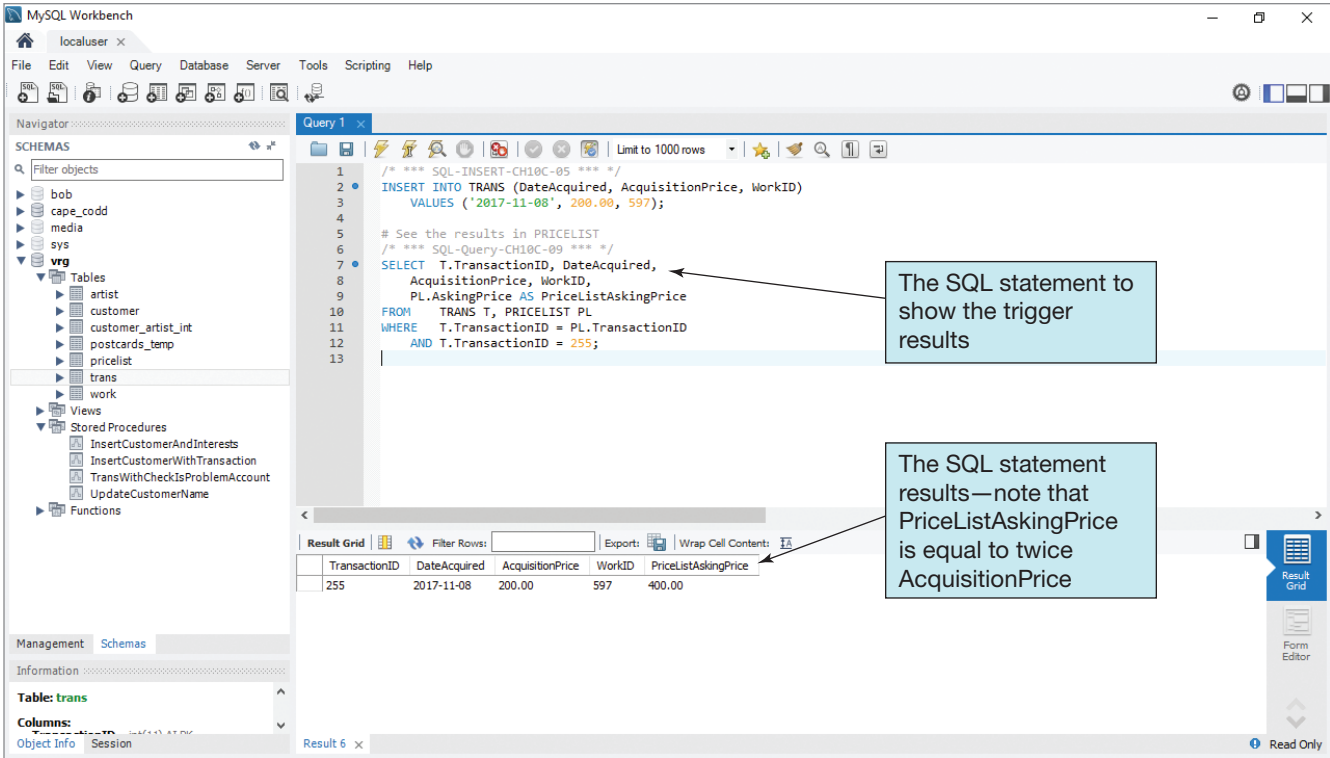 MySQL Workbench
localuser
File Edit View Query Database Server Tools Scripting Help
Navigator
SCHEMAS
Filter objects
bob
cape_codd
media
sys
vrg
Tables
artist
customer
customer_artist_int
postcards_temp
pricelist
trans
work
Views
Stored Procedures
InsertCustomerAndInterests
InsertCustomerWithTransaction
TransWithCheckIsProblemAccount
UpdateCustomerName
Functions
Management Schemas
Information
Table: trans
Columns:
Object Info Session
Query 1
Limit to 1000 rows
1 /* *** SQL-INSERT-CH10C-05 *** */
2 INSERT INTO TRANS (DateAcquired, AcquisitionPrice, WorkID)
3 VALUES ('2017-11-08', 200.00, 597);
4
5 # See the results in PRICELIST
6 /* *** SQL-Query-CH10C-09 *** */
7 SELECT T.TransactionID, DateAcquired,
8 AcquisitionPrice, WorkID,
9 PL.AskingPrice AS PriceListAskingPrice
10 FROM TRANS T, PRICELIST PL
11 WHERE T.TransactionID = PL.TransactionID
12 AND T.TransactionID = 255;
13
The SQL statement to
show the trigger
results
The SQL statement
results—note that
PriceListAskingPrice
is equal to twice
AcquisitionPrice
Result Grid Filter Rows: Export: Wrap Cell Content:
TransactionID DateAcquired AcquisitionPrice WorkID PriceListAskingPrice
255 2017-11-08 200.00 597 400.00
Result
Grid
Form
Editor
Result 6
Read Only